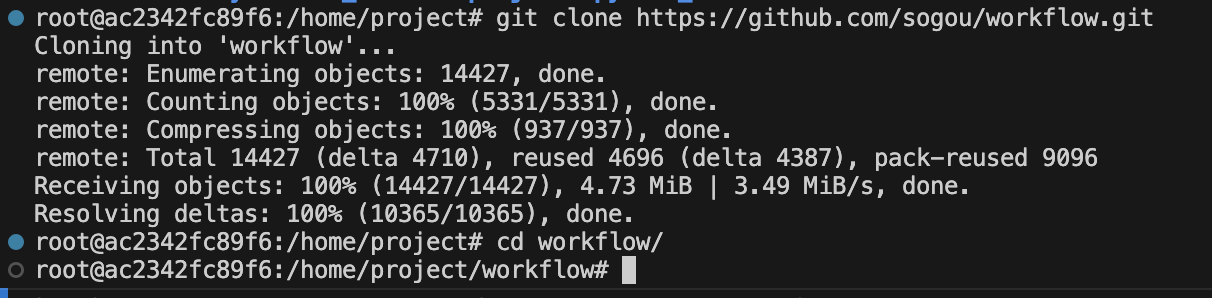 root@ac2342fc89f6:/home/project# git clone https://github.com/sogou/workflow.git
Cloning into 'workflow'...
remote: Enumerating objects: 14427, done.
remote: Counting objects: 100% (5331/5331), done.
remote: Compressing objects: 100% (937/937), done.
remote: Total 14427 (delta 4710), reused 4696 (delta 4387), pack-reused 9096
Receiving objects: 100% (14427/14427), 4.73 MiB | 3.49 MiB/s, done.
Resolving deltas: 100% (10365/10365), done.
root@ac2342fc89f6:/home/project# cd workflow/
root@ac2342fc89f6:/home/project/workflow#